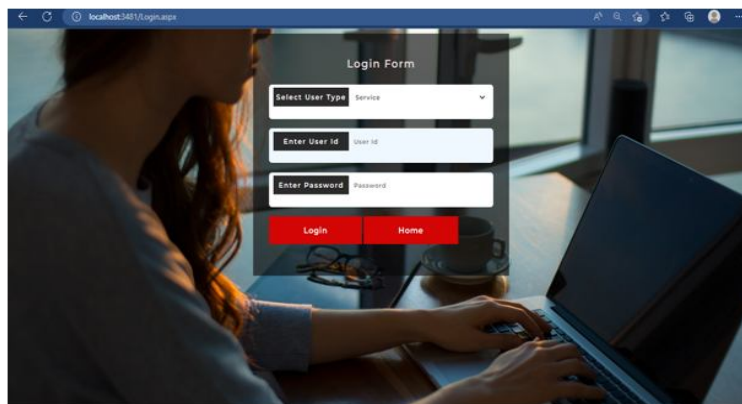 localhost:3481/Login.aspx
Login Form
Select User Type Service
Enter User Id User Id
Enter Password Password
Login Home